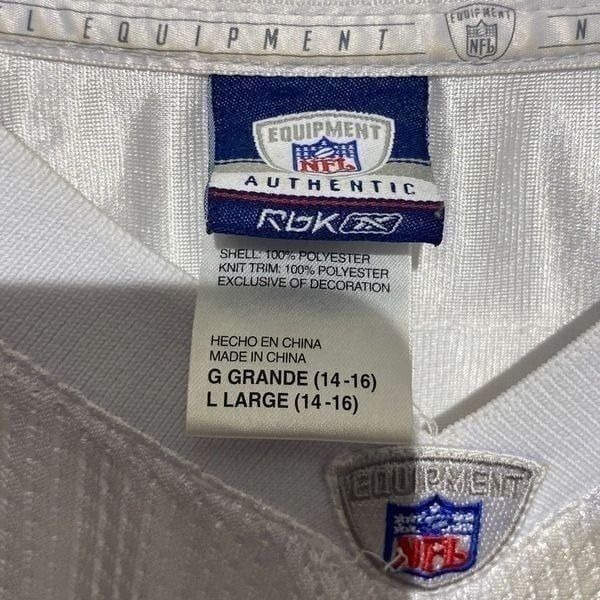 L EQUIPMENT
EQUIPMENT
NFL
N
EQUIPMENT
NFL
AUTHENTIC
RbK
SHELL: 100% POLYESTER
KNIT TRIM: 100% POLYESTER
EXCLUSIVE OF DECORATION
HECHO EN CHINA
MADE IN CHINA
G GRANDE (14-16)
L LARGE (14-16)
EQUIPMENT
NFL